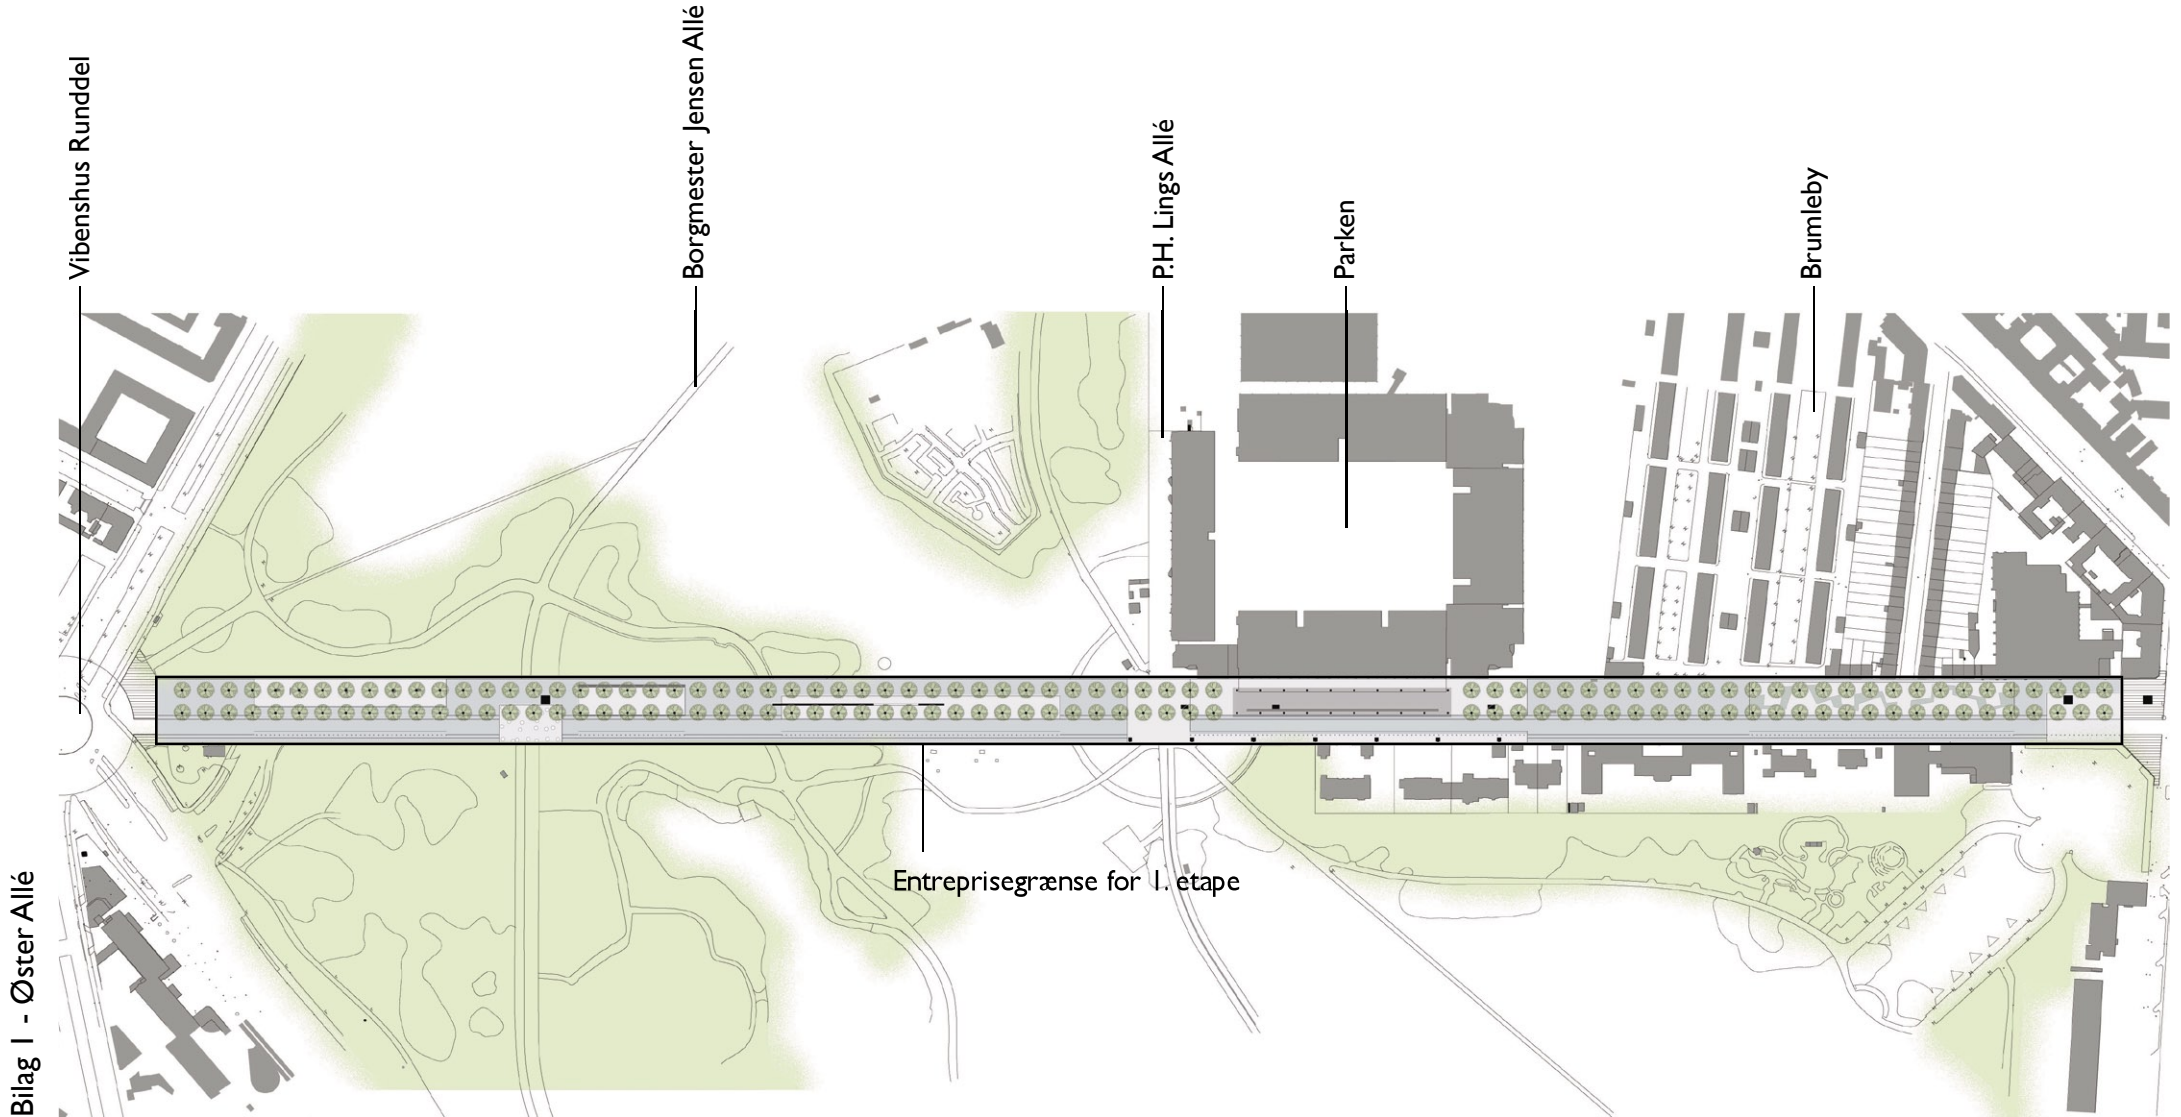 Vibenshus Runddel
Borgmester Jensen Allé
P.H. Lings Allé
Parken
Brumleby
Entreprisegrænse for 1. etape
Bilag 1 - Øster Allé